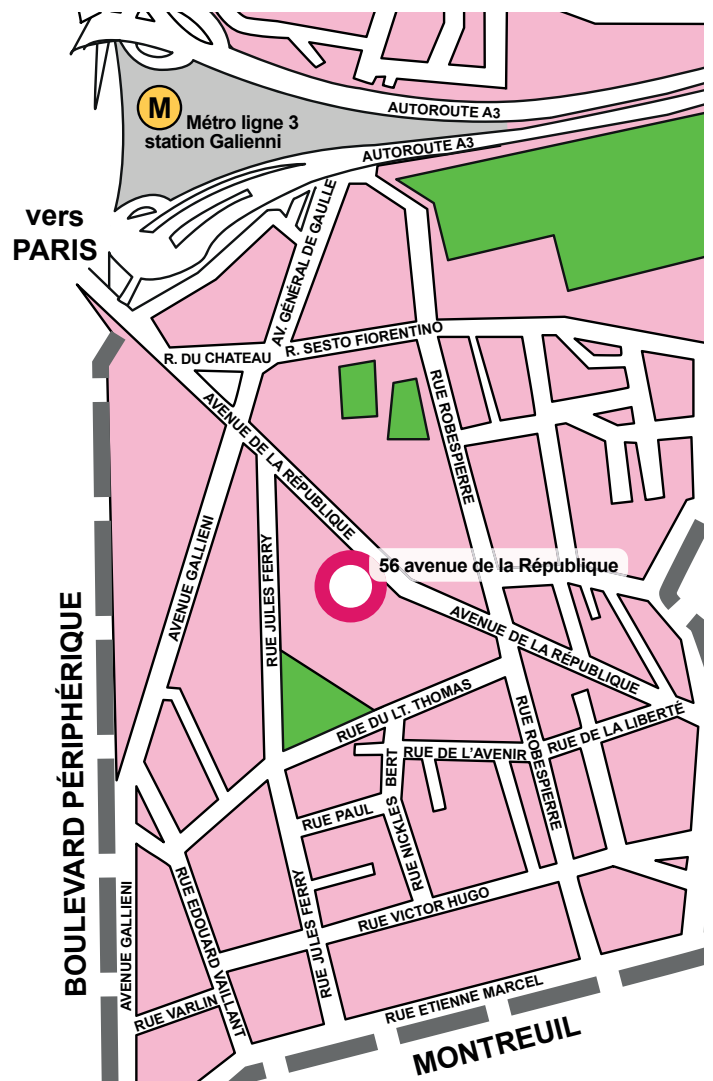 AUTOROUTE A3
M
Métro ligne 3
station Galienni
AUTOROUTE A3
vers
PARIS
AV. GÉNÉRAL DE GAULLE
R. DU CHATEAU
R. SESTO FIORENTINO
AVENUE DE LA RÉPUBLIQUE
RUE ROBESPIERRE
AVENUE GALLIENI
RUE JULES FERRY
56 avenue de la République
AVENUE DE LA RÉPUBLIQUE
BOULEVARD PÉRIPHÉRIQUE
RUE DU LT. THOMAS
RUE ROBESPIERRE
RUE DE LA LIBERTÉ
RUE DE L'AVENIR
RUE PAUL
BERT
RUE NICKLES
RUE EDOUARD VAILLANT
RUE VICTOR HUGO
RUE JULES FERRY
AVENUE GALLIENI
RUE VARLIN
RUE ETIENNE MARCEL
MONTREUIL